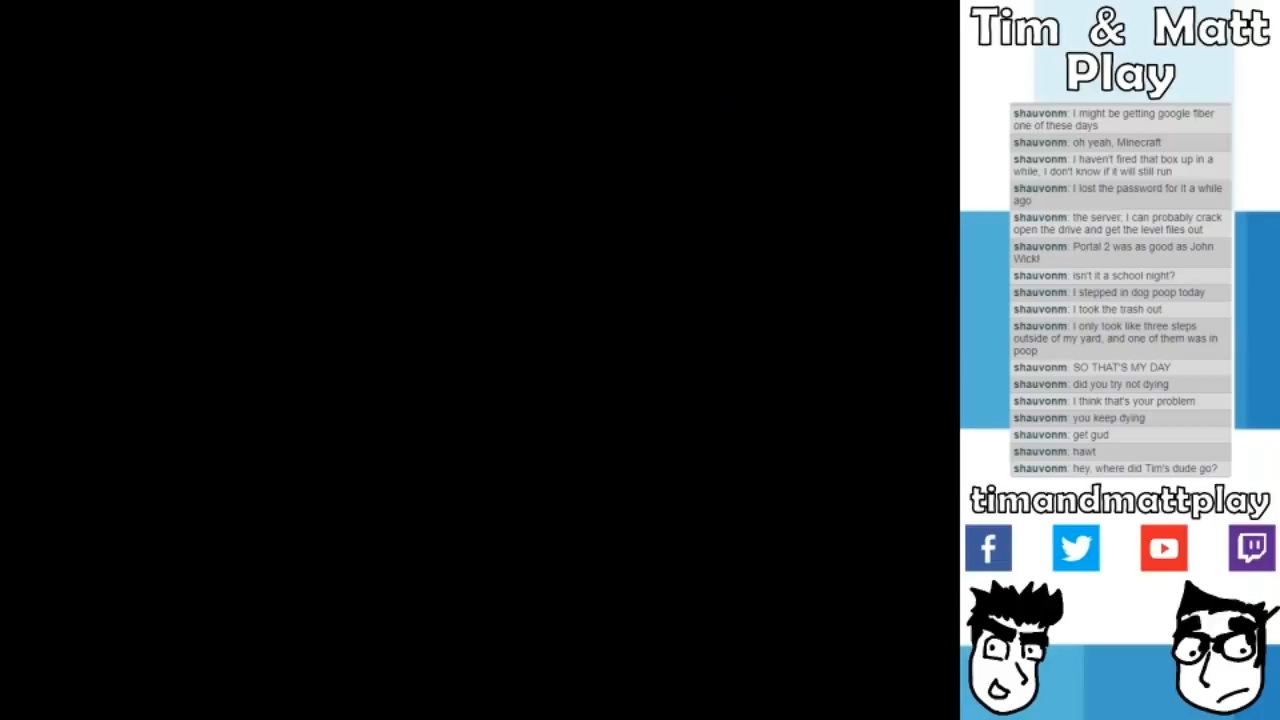 Tim & Matt
Play
shauvonm: I might be getting google fiber
one of these days
shauvonm: oh yeah, Minecraft
shauvonm: I haven't fired that box up in a
while, I don't know if it will still run
shauvonm: I lost the password for it a while
ago
shauvonm: the server, I can probably crack
open the drive and get the level files out
shauvonm: Portal 2 was as good as John
Wick!
shauvonm: isn't it a school night?
shauvonm: I stepped in dog poop today
shauvonm: I took the trash out
shauvonm: I only took like three steps
outside of my yard, and one of them was in
poop
shauvonm: SO THAT'S MY DAY
shauvonm: did you try not dying
shauvonm: I think that's your problem
shauvonm: you keep dying
shauvonm: get gud
shauvonm: hawt
shauvonm: hey, where did Tim's dude go?
timandmattplay